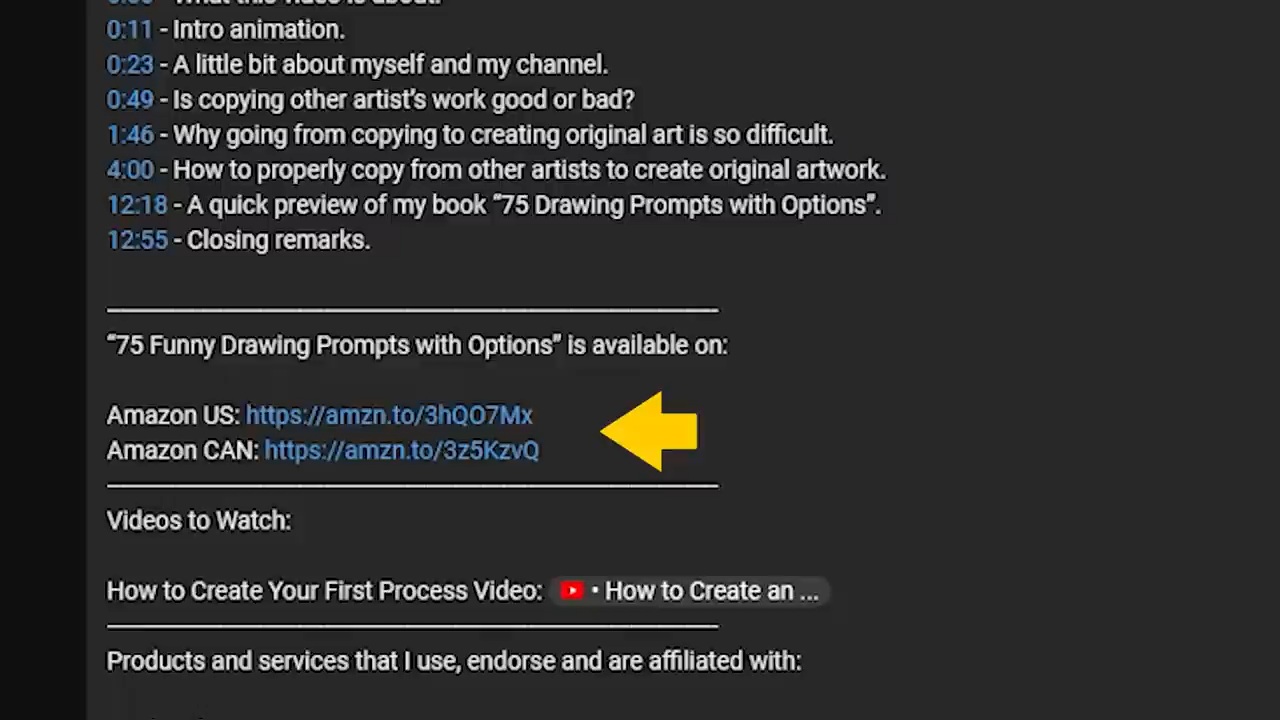 0:11 - Intro animation.
0:23 - A little bit about myself and my channel.
0:49 - Is copying other artist's work good or bad?
1:46 - Why going from copying to creating original art is so difficult.
4:00 - How to properly copy from other artists to create original artwork.
12:18 - A quick preview of my book “75 Drawing Prompts with Options”.
12:55 - Closing remarks.
“75 Funny Drawing Prompts with Options” is available on:
Amazon US: https://amzn.to/3hQO7Mx
Amazon CAN: https://amzn.to/3z5KzvQ
Videos to Watch:
How to Create Your First Process Video: • How to Create an ...
Products and services that I use, endorse and are affiliated with: